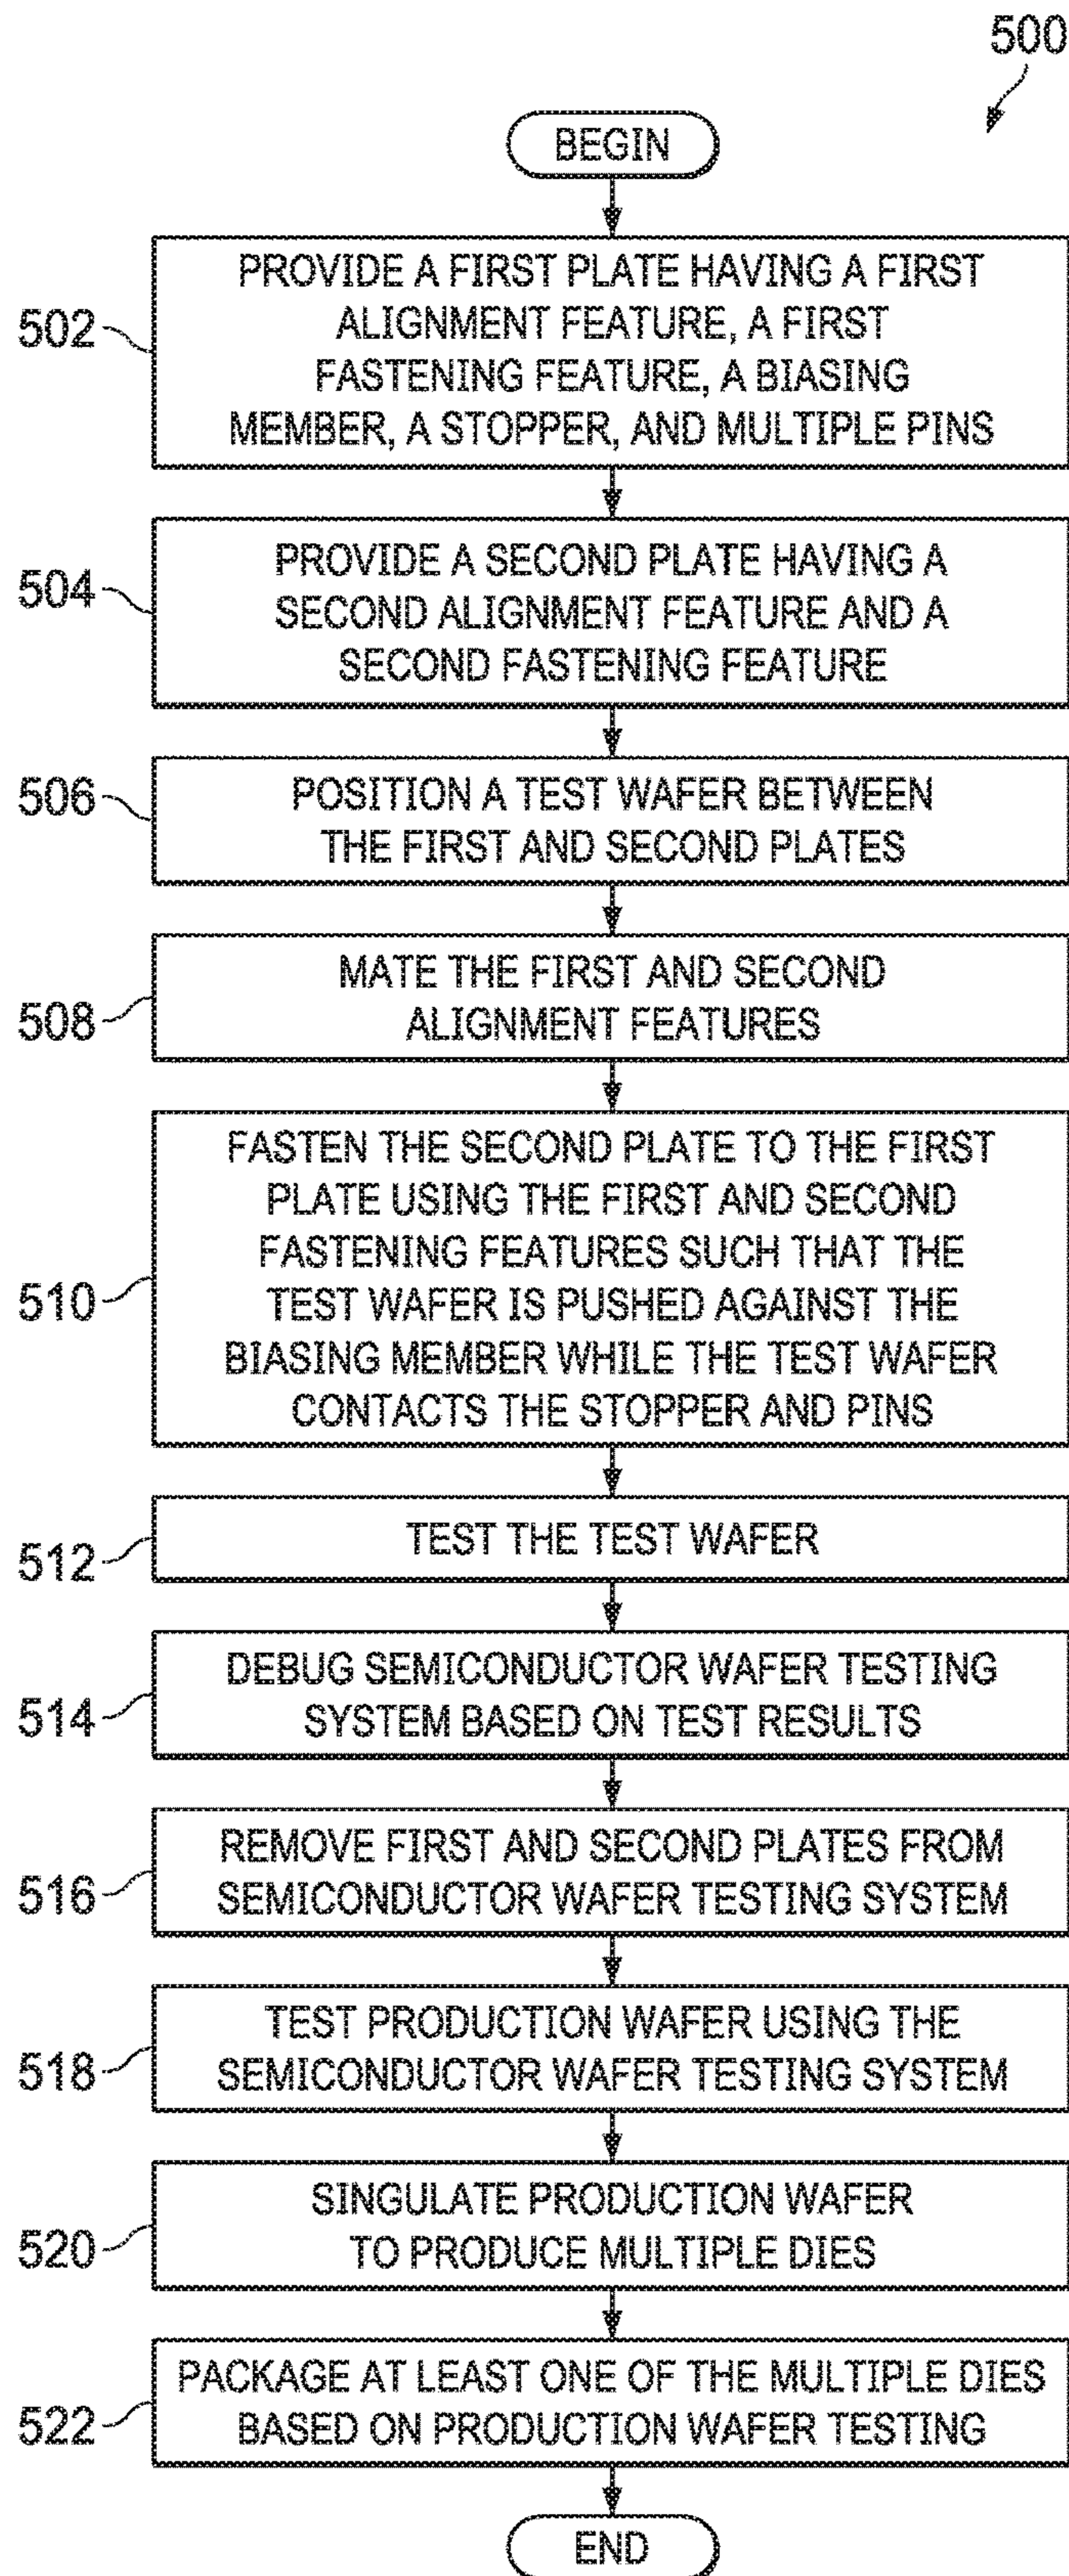 500
BEGIN
502
PROVIDE A FIRST PLATE HAVING A FIRST
ALIGNMENT FEATURE, A FIRST
FASTENING FEATURE, A BIASING
MEMBER, A STOPPER, AND MULTIPLE PINS
504
PROVIDE A SECOND PLATE HAVING A
SECOND ALIGNMENT FEATURE AND A
SECOND FASTENING FEATURE
506
POSITION A TEST WAFER BETWEEN
THE FIRST AND SECOND PLATES
508
MATE THE FIRST AND SECOND
ALIGNMENT FEATURES
510
FASTEN THE SECOND PLATE TO THE FIRST
PLATE USING THE FIRST AND SECOND
FASTENING FEATURES SUCH THAT THE
TEST WAFER IS PUSHED AGAINST THE
BIASING MEMBER WHILE THE TEST WAFER
CONTACTS THE STOPPER AND PINS
512
TEST THE TEST WAFER
514
DEBUG SEMICONDUCTOR WAFER TESTING
SYSTEM BASED ON TEST RESULTS
516
REMOVE FIRST AND SECOND PLATES FROM
SEMICONDUCTOR WAFER TESTING SYSTEM
518
TEST PRODUCTION WAFER USING THE
SEMICONDUCTOR WAFER TESTING SYSTEM
520
SINGULATE PRODUCTION WAFER
TO PRODUCE MULTIPLE DIES
522
PACKAGE AT LEAST ONE OF THE MULTIPLE DIES
BASED ON PRODUCTION WAFER TESTING
END